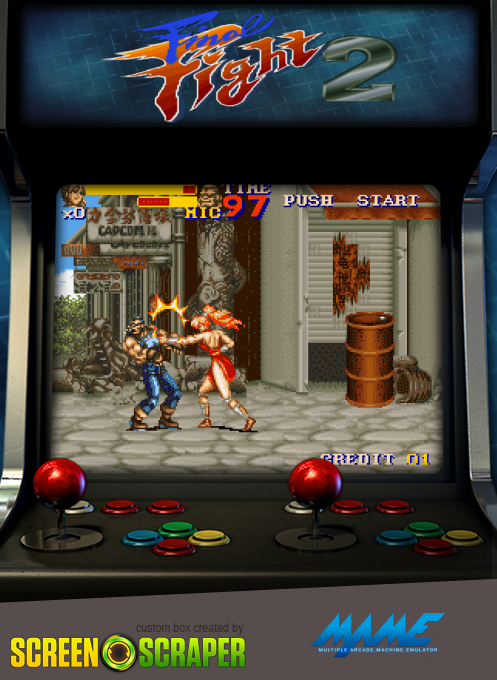 Final
Fight 2
TIME
x0
MIC 97
PUSH START
CAPCOM
CREDIT 01
custom box created by
SCREEN SCRAPER
MAME
MULTIPLE ARCADE MACHINE EMULATOR